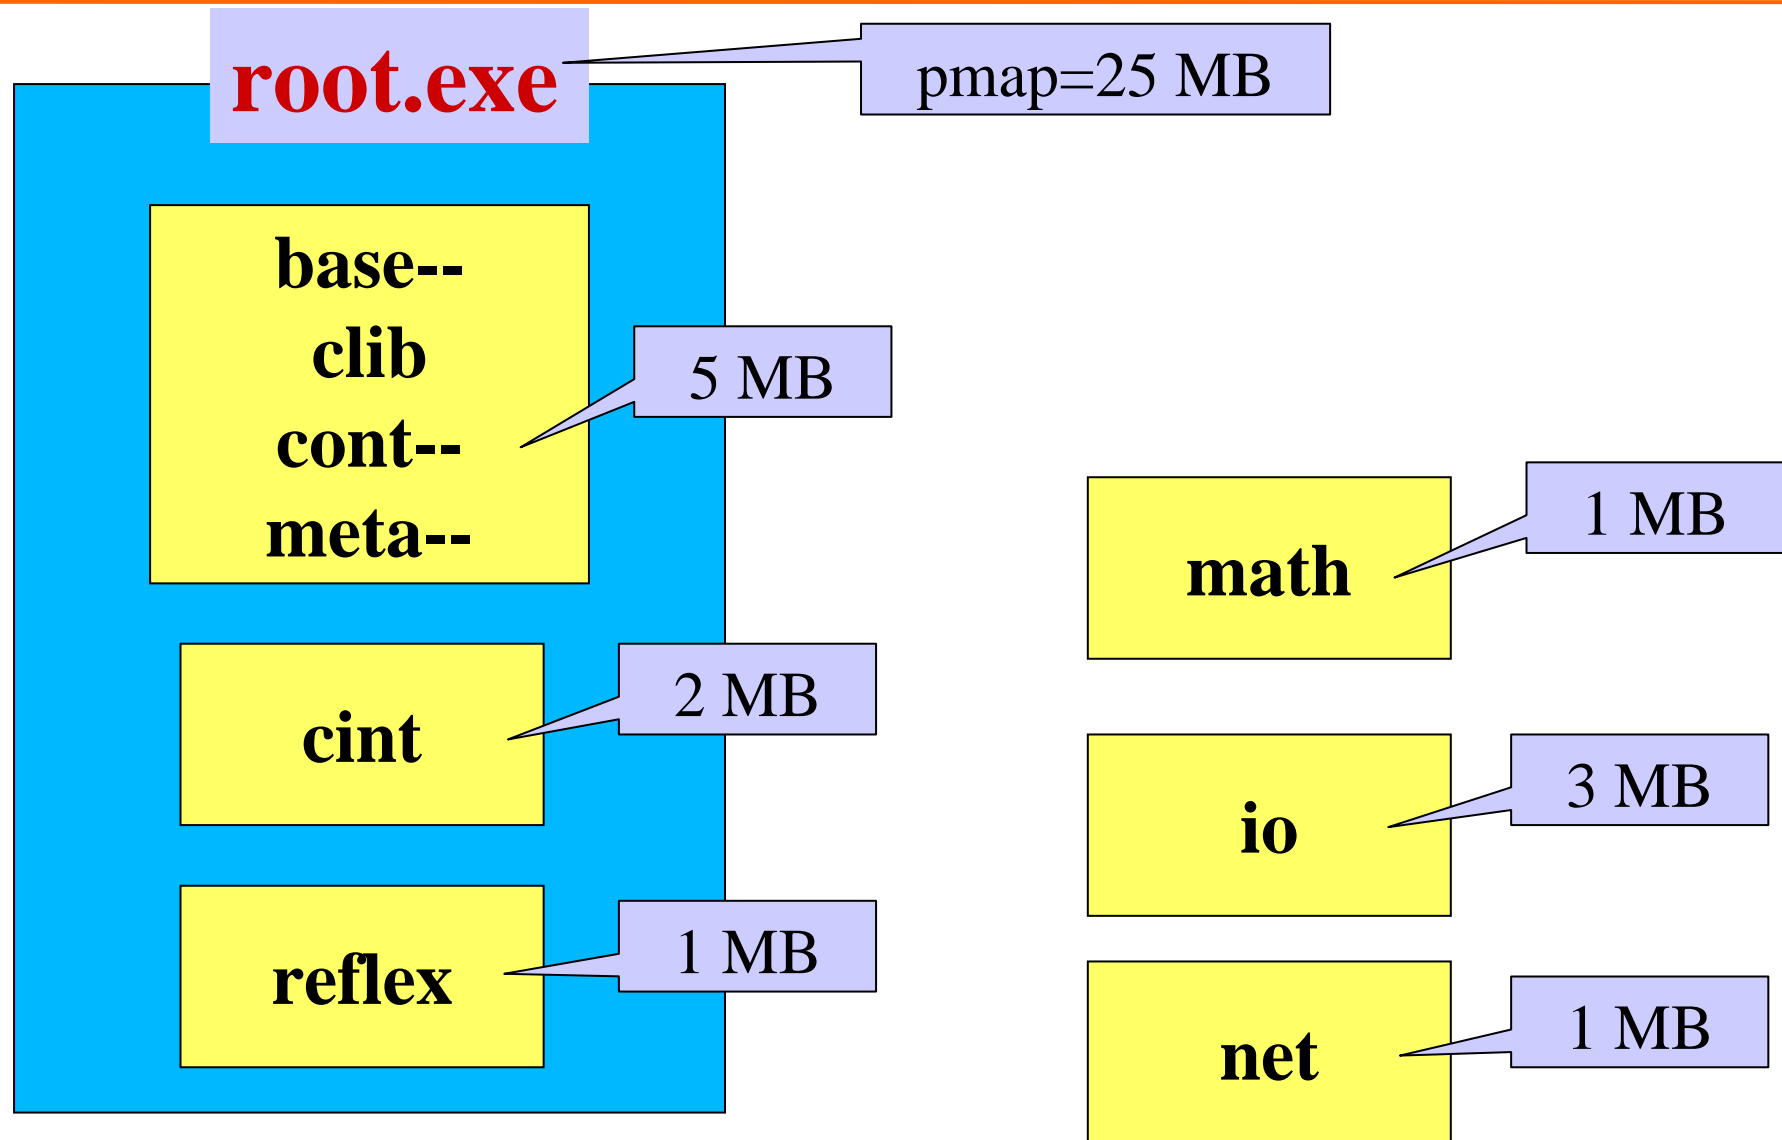 root.exe
pmap=25 MB
base--
clib
cont--
meta--
5 MB
cint
2 MB
reflex
1 MB
math
1 MB
io
3 MB
net
1 MB